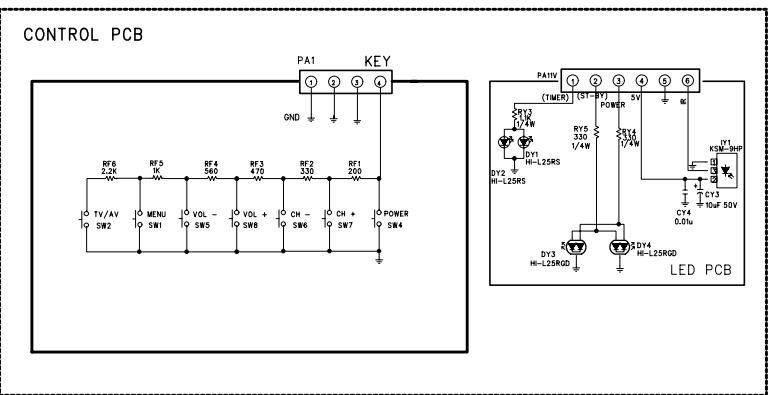 CONTROL PCB
PA1 KEY
1 2 3 4
GND
RF6 RF5 RF4 RF3 RF2 RF1
2.2K 1K 560 470 330 200
TV/AV MENU VOL - VOL + CH - CH + POWER
SW2 SW1 SW5 SW8 SW6 SW7 SW4
PA11V
1 2 3 4 5 6
(TIMER) (ST-BY) POWER 5V
RY3
1.1K
1/4W
RY5
330
1/4W
RY4
330
1/4W
IY1
KSM-9HP
DY1
HI-L25RS
DY2
HI-L25RS
CY3
10uF 50V
CY4
0.01u
DY3
HI-L25RGD
DY4
HI-L25RGD
LED PCB